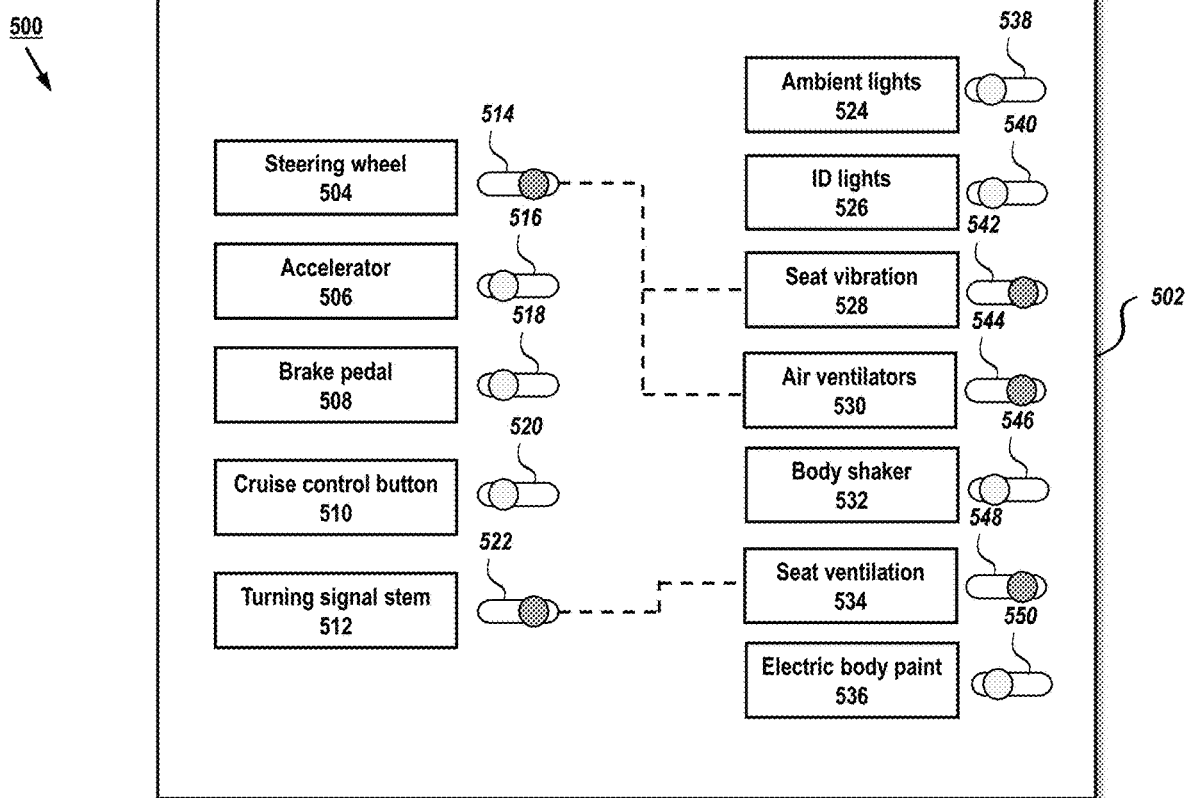 500
514
Steering wheel
504
516
Accelerator
506
518
Brake pedal
508
520
Cruise control button
510
522
Turning signal stem
512
538
Ambient lights
524
540
ID lights
526
542
Seat vibration
528
544
Air ventilators
530
546
Body shaker
532
548
Seat ventilation
534
550
Electric body paint
536
502